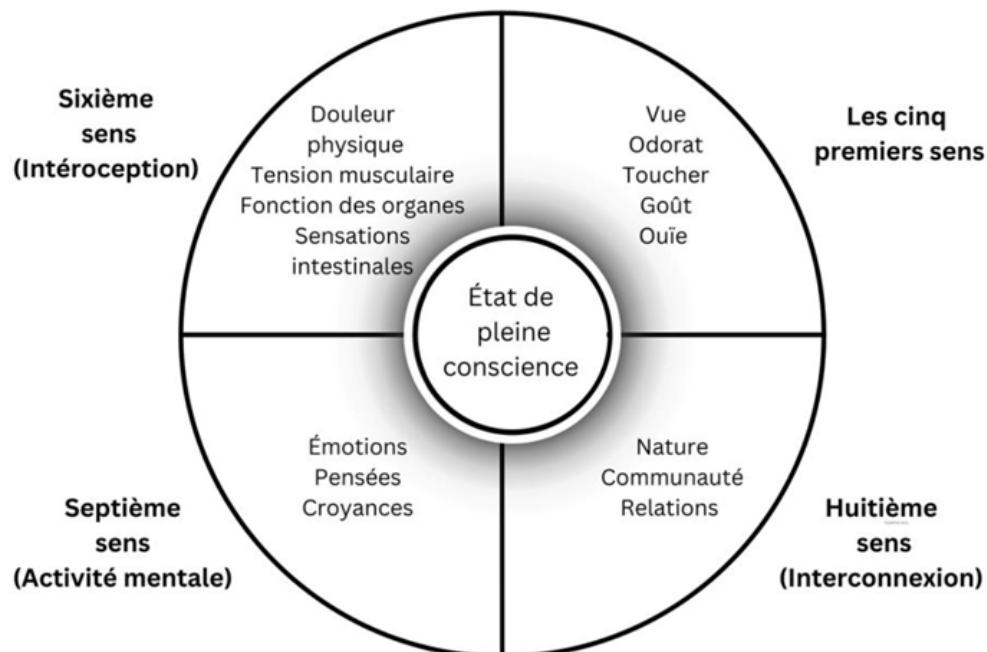 Sixième
sens
(Intéroception)
Douleur
physique
Tension musculaire
Fonction des organes
Sensations
intestinales
Vue
Odorat
Toucher
Goût
Ouïe
Les cinq
premiers sens
État de
pleine
conscience
Septième
sens
(Activité mentale)
Émotions
Pensées
Croyances
Nature
Communauté
Relations
Huitième
sens
(Interconnexion)